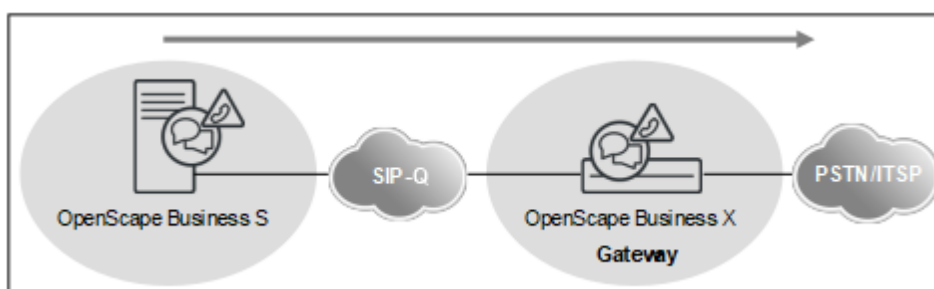 SIP-Q
PSTN/ITSP
OpenScape Business S
OpenScape Business X
Gateway